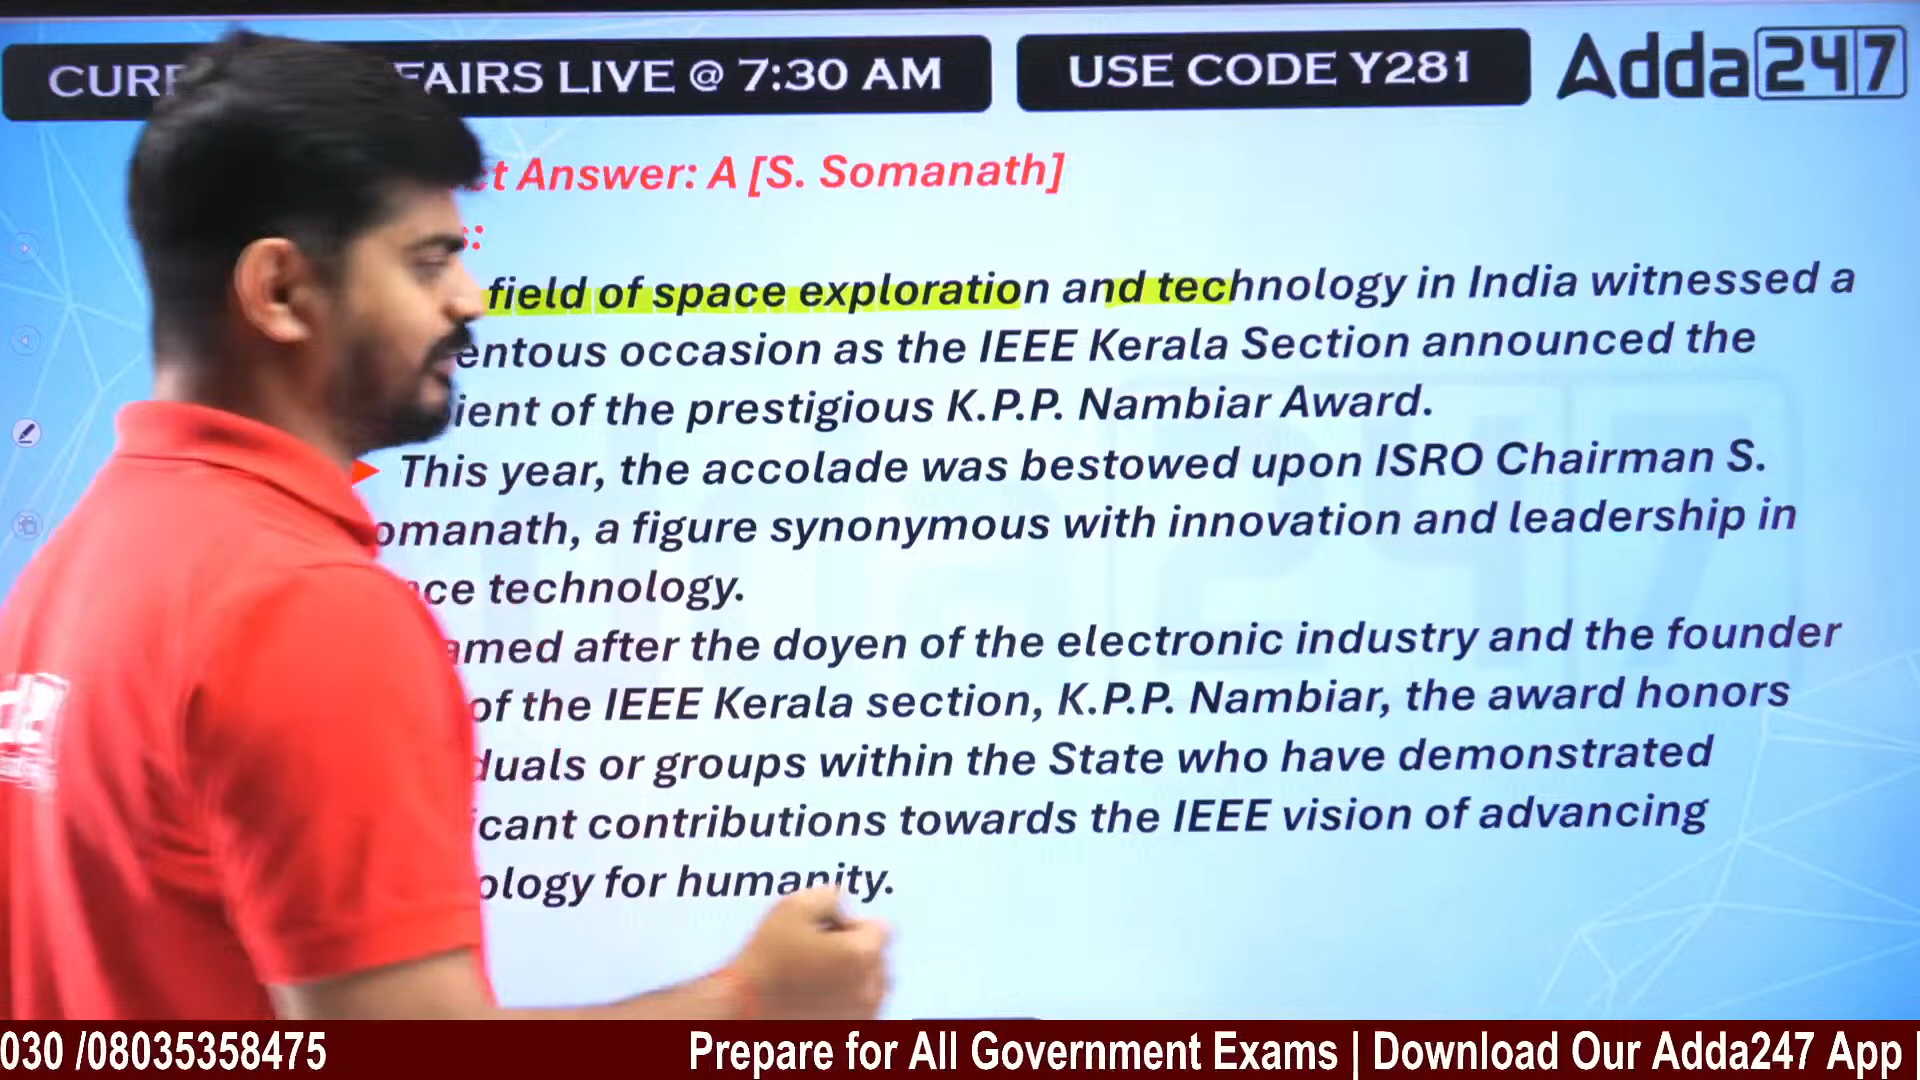 FAIRS LIVE @ 7:30 AM
USE CODE Y281
Adda247
Answer: A [S. Somanath]
field of space exploration and technology in India witnessed a
occasion as the IEEE Kerala Section announced the
of the prestigious K.P.P. Nambiar Award.
This year, the accolade was bestowed upon ISRO Chairman S.
omanath, a figure synonymous with innovation and leadership in
ce technology.
amed after the doyen of the electronic industry and the founder
of the IEEE Kerala section, K.P.P. Nambiar, the award honors
duals or groups within the State who have demonstrated
cant contributions towards the IEEE vision of advancing
ology for humanity.
030 /08035358475
Prepare for All Government Exams | Download Our Adda247 App